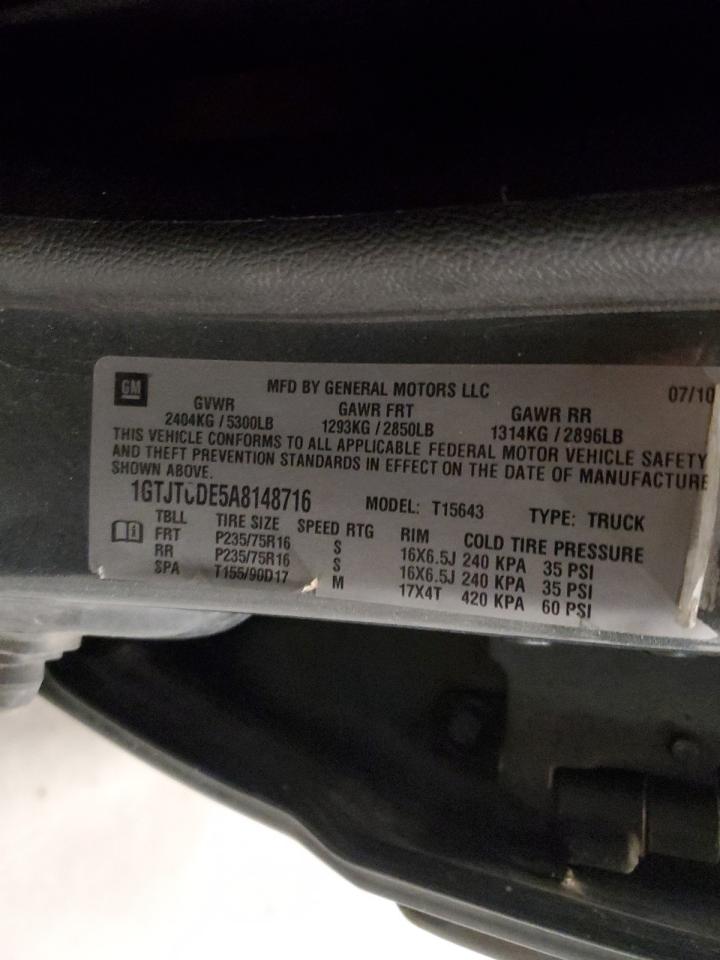 GM
MFD BY GENERAL MOTORS LLC 07/10
GVWR GAWR FRT GAWR RR
2404KG / 5300LB 1293KG / 2850LB 1314KG / 2896LB
THIS VEHICLE CONFORMS TO ALL APPLICABLE FEDERAL MOTOR VEHICLE SAFETY
AND THEFT PREVENTION STANDARDS IN EFFECT ON THE DATE OF MANUFACTURE
SHOWN ABOVE.
1GTJTCDE5A8148716 MODEL: T15643 TYPE: TRUCK
TBLL TIRE SIZE SPEED RTG RIM COLD TIRE PRESSURE
FRT P235/75R16 S 16X6.5J 240 KPA 35 PSI
RR P235/75R16 S 16X6.5J 240 KPA 35 PSI
SPA T155/90D17 M 17X4T 420 KPA 60 PSI